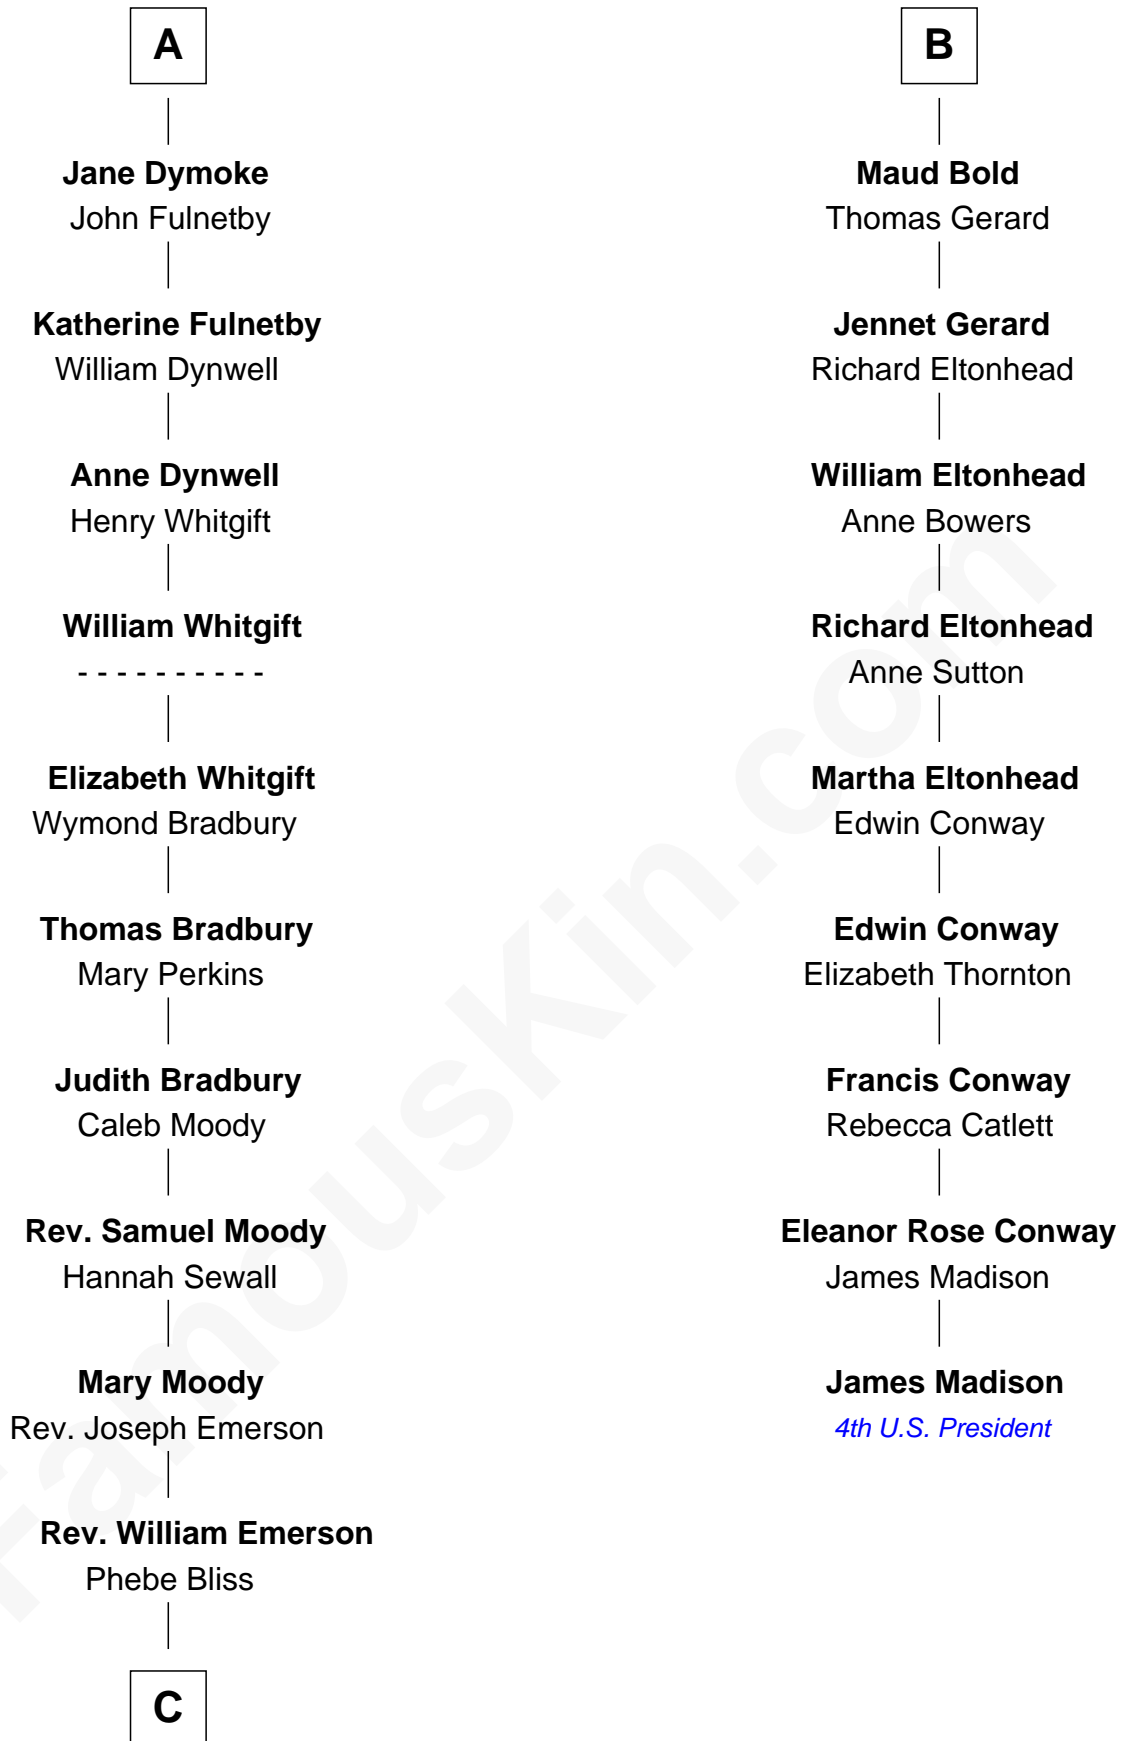 A
Jane Dymoke
John Fulnetby
Katherine Fulnetby
William Dynwell
Anne Dynwell
Henry Whitgift
William Whitgift
- - - - - - - - - -
Elizabeth Whitgift
Wymond Bradbury
Thomas Bradbury
Mary Perkins
Judith Bradbury
Caleb Moody
Rev. Samuel Moody
Hannah Sewall
Mary Moody
Rev. Joseph Emerson
Rev. William Emerson
Phebe Bliss
C
B
Maud Bold
Thomas Gerard
Jennet Gerard
Richard Eltonhead
William Eltonhead
Anne Bowers
Richard Eltonhead
Anne Sutton
Martha Eltonhead
Edwin Conway
Edwin Conway
Elizabeth Thornton
Francis Conway
Rebecca Catlett
Eleanor Rose Conway
James Madison
James Madison
4th U.S. President
FamousKin.com